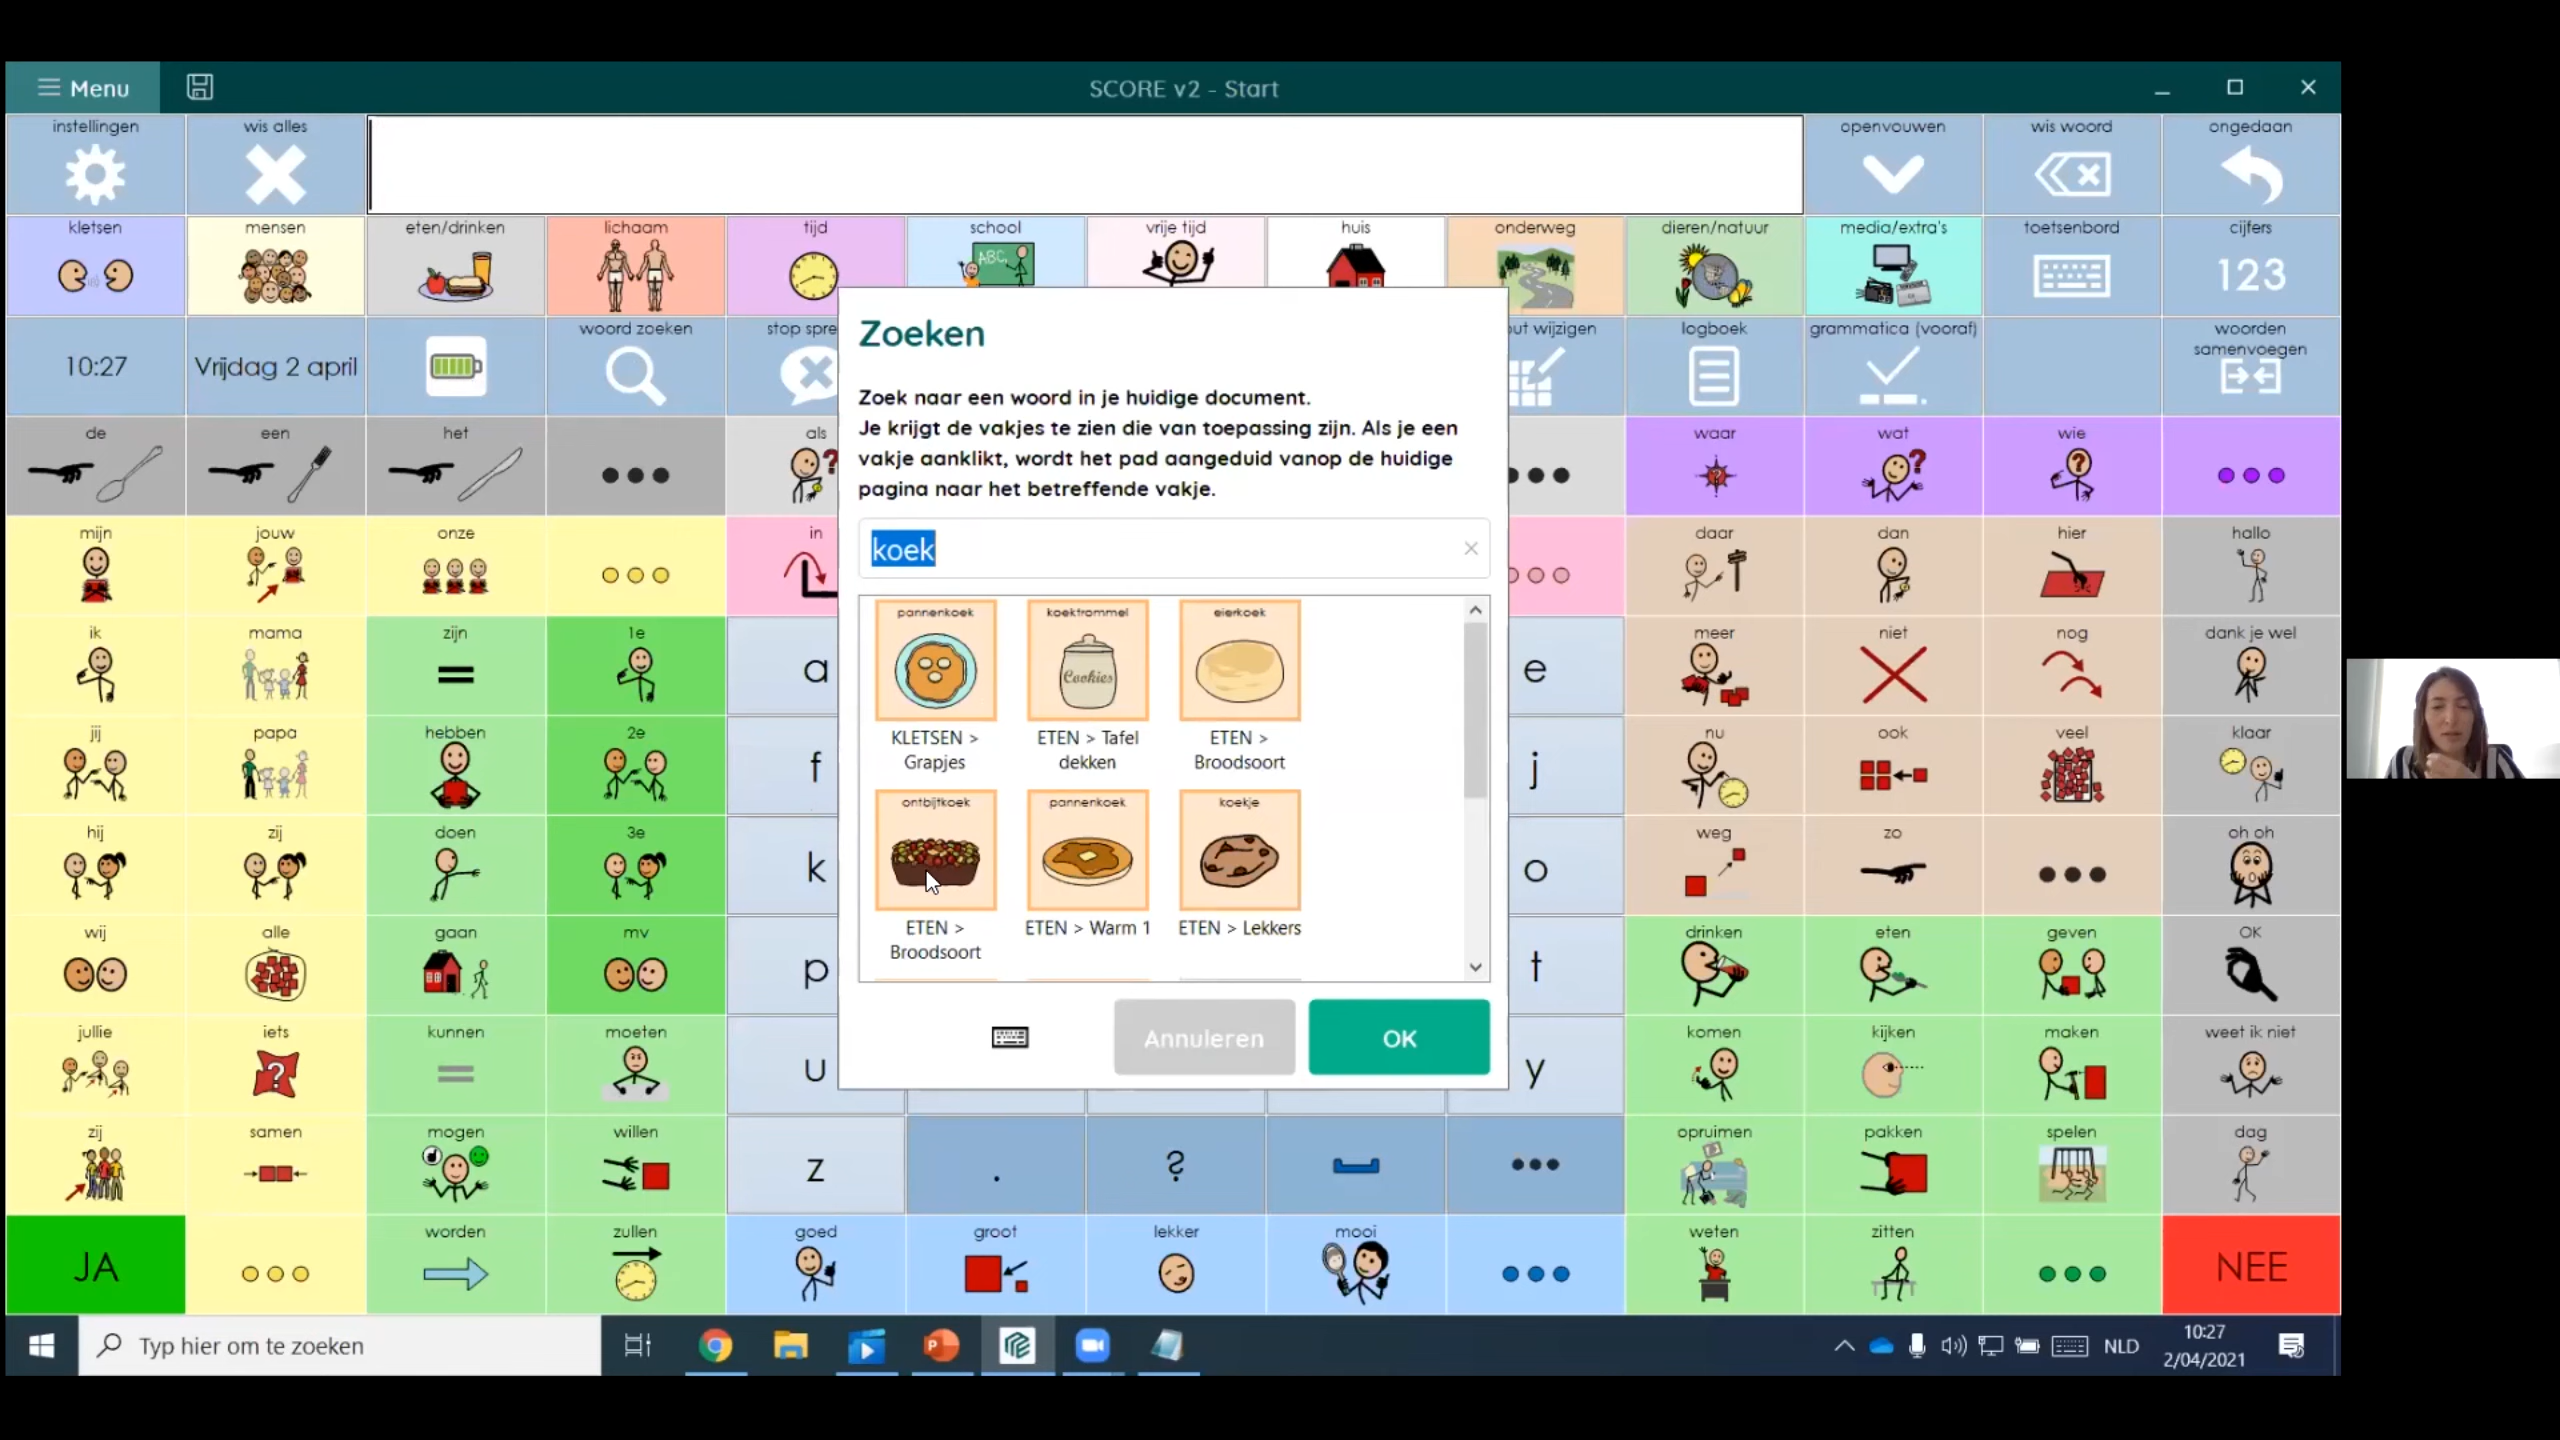 Menu
SCORE v2 - Start
instellingen
wis alles
openvouwen
wis woord
ongedaan
kletsen
mensen
eten/drinken
lichaam
tijd
school
vrije tijd
huis
onderweg
dieren/natuur
media/extra's
toetsenbord
cijfers
ABC
123
10:27
Vrijdag 2 april
woord zoeken
stop spre
out wijzigen
logboek
grammatica (vooraf)
woorden
samenvoegen
Zoeken
Zoek naar een woord in je huidige document.
Je krijgt de vakjes te zien die van toepassing zijn. Als je een
vakje aanklikt, wordt het pad aangeduid vanop de huidige
pagina naar het betreffende vakje.
koek
pannenkoek
koektrommel
eierkoek
Cookies
KLETSEN >
Grapjes
ETEN > Tafel
dekken
ETEN >
Broodsoort
ontbijtkoek
pannenkoek
koekje
ETEN >
Broodsoort
ETEN > Warm 1
ETEN > Lekkers
Annuleren
OK
de
een
het
als
waar
wat
wie
mijn
jouw
onze
in
daar
dan
hier
hallo
ik
mama
zijn
1e
a
e
meer
niet
nog
dank je wel
jij
papa
hebben
2e
f
j
nu
ook
veel
klaar
hij
zij
doen
3e
k
o
weg
zo
oh oh
wij
alle
gaan
mv
p
t
drinken
eten
geven
OK
jullie
iets
kunnen
moeten
u
y
komen
kijken
maken
weet ik niet
zij
samen
mogen
willen
z
.
?
opruimen
pakken
spelen
dag
JA
worden
zullen
goed
groot
lekker
mooi
weten
zitten
NEE
Typ hier om te zoeken
NLD
10:27
2/04/2021